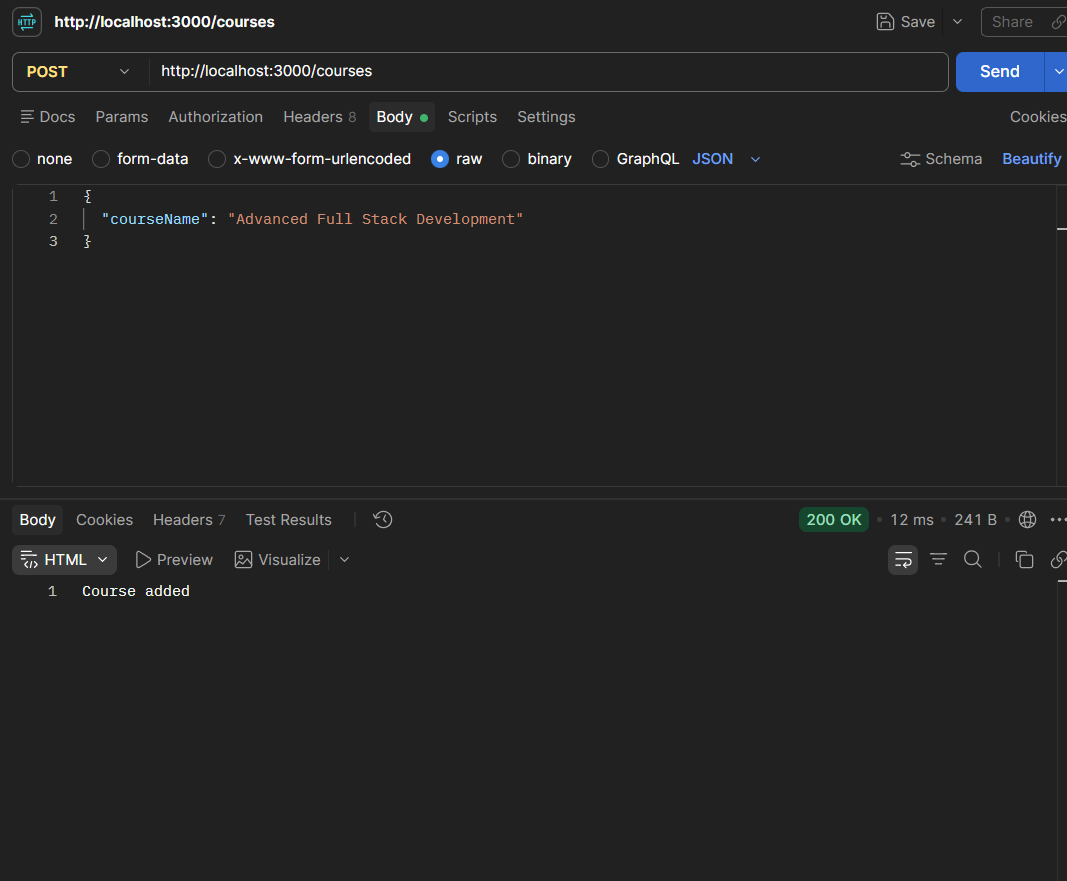 HTTP http://localhost:3000/courses Save Share
POST http://localhost:3000/courses Send
Docs Params Authorization Headers 8 Body Scripts Settings Cookies
none form-data x-www-form-urlencoded raw binary GraphQL JSON Schema Beautify
1 {
2 "courseName": "Advanced Full Stack Development"
3 }
Body Cookies Headers 7 Test Results 200 OK • 12 ms • 241 B •
HTML Preview Visualize
1 Course added